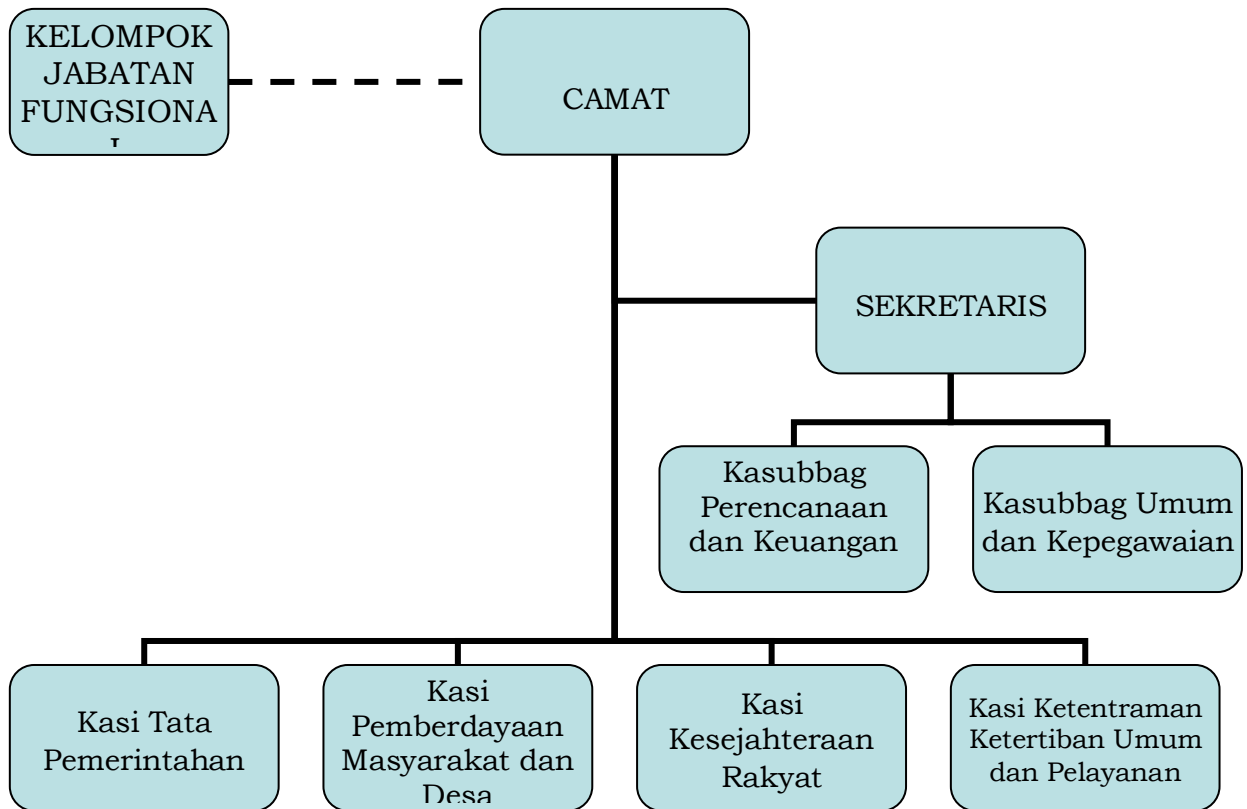 KELOMPOK
JABATAN
FUNGSIONA
CAMAT
SEKRETARIS
Kasubbag
Perencanaan
dan Keuangan
Kasubbag Umum
dan Kepegawaian
Kasi Tata
Pemerintahan
Kasi
Pemberdayaan
Masyarakat dan
Desa
Kasi
Kesejahteraan
Rakyat
Kasi Ketentraman
Ketertiban Umum
dan Pelayanan